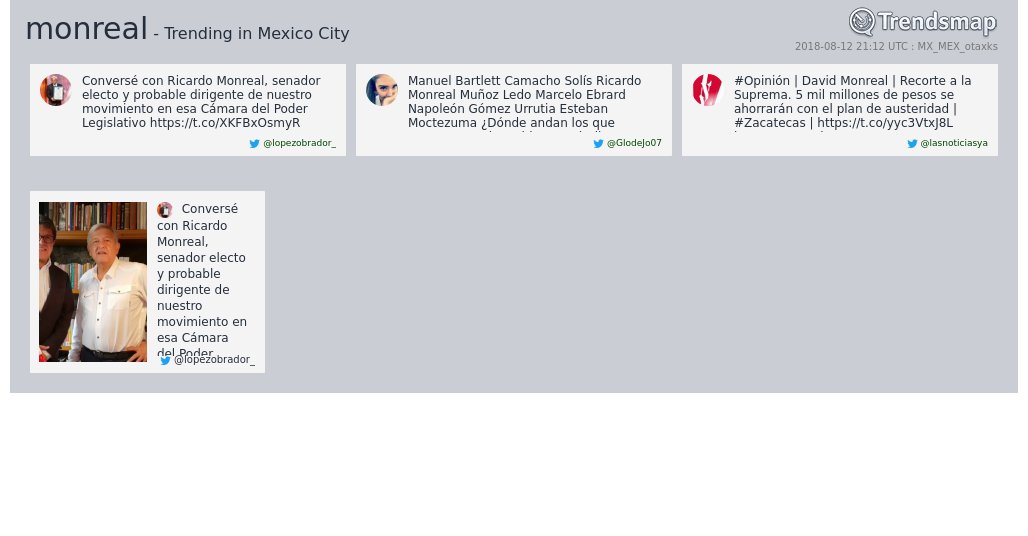 monreal - Trending in Mexico City
Trendsmap
2018-08-12 21:12 UTC : MX_MEX_otaxks
Conversé con Ricardo Monreal, senador
electo y probable dirigente de nuestro
movimiento en esa Cámara del Poder
Legislativo https://t.co/XKFBxOsmyR
@lopezobrador_
Manuel Bartlett Camacho Solís Ricardo
Monreal Muñoz Ledo Marcelo Ebrard
Napoleón Gómez Urrutia Esteban
Moctezuma ¿Dónde andan los que
@GlodeJo07
#Opinión | David Monreal | Recorte a la
Suprema. 5 mil millones de pesos se
ahorrarán con el plan de austeridad |
#Zacatecas | https://t.co/yyc3VtxJ8L
@lasnoticiasya
Conversé
con Ricardo
Monreal,
senador electo
y probable
dirigente de
nuestro
movimiento en
esa Cámara
del Poder
@lopezobrador_